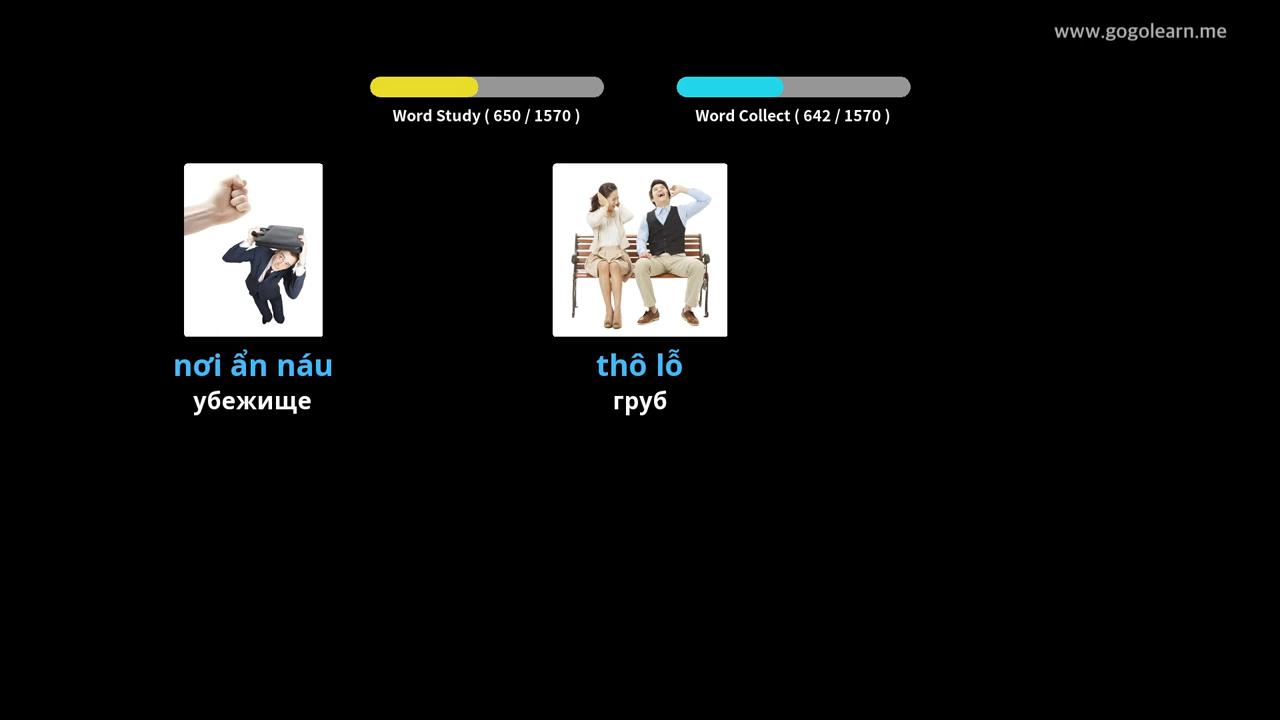 www.gogolearn.me
Word Study ( 650 / 1570 )
Word Collect ( 642 / 1570 )
nơi ẩn náu
убежище
thô lỗ
груб